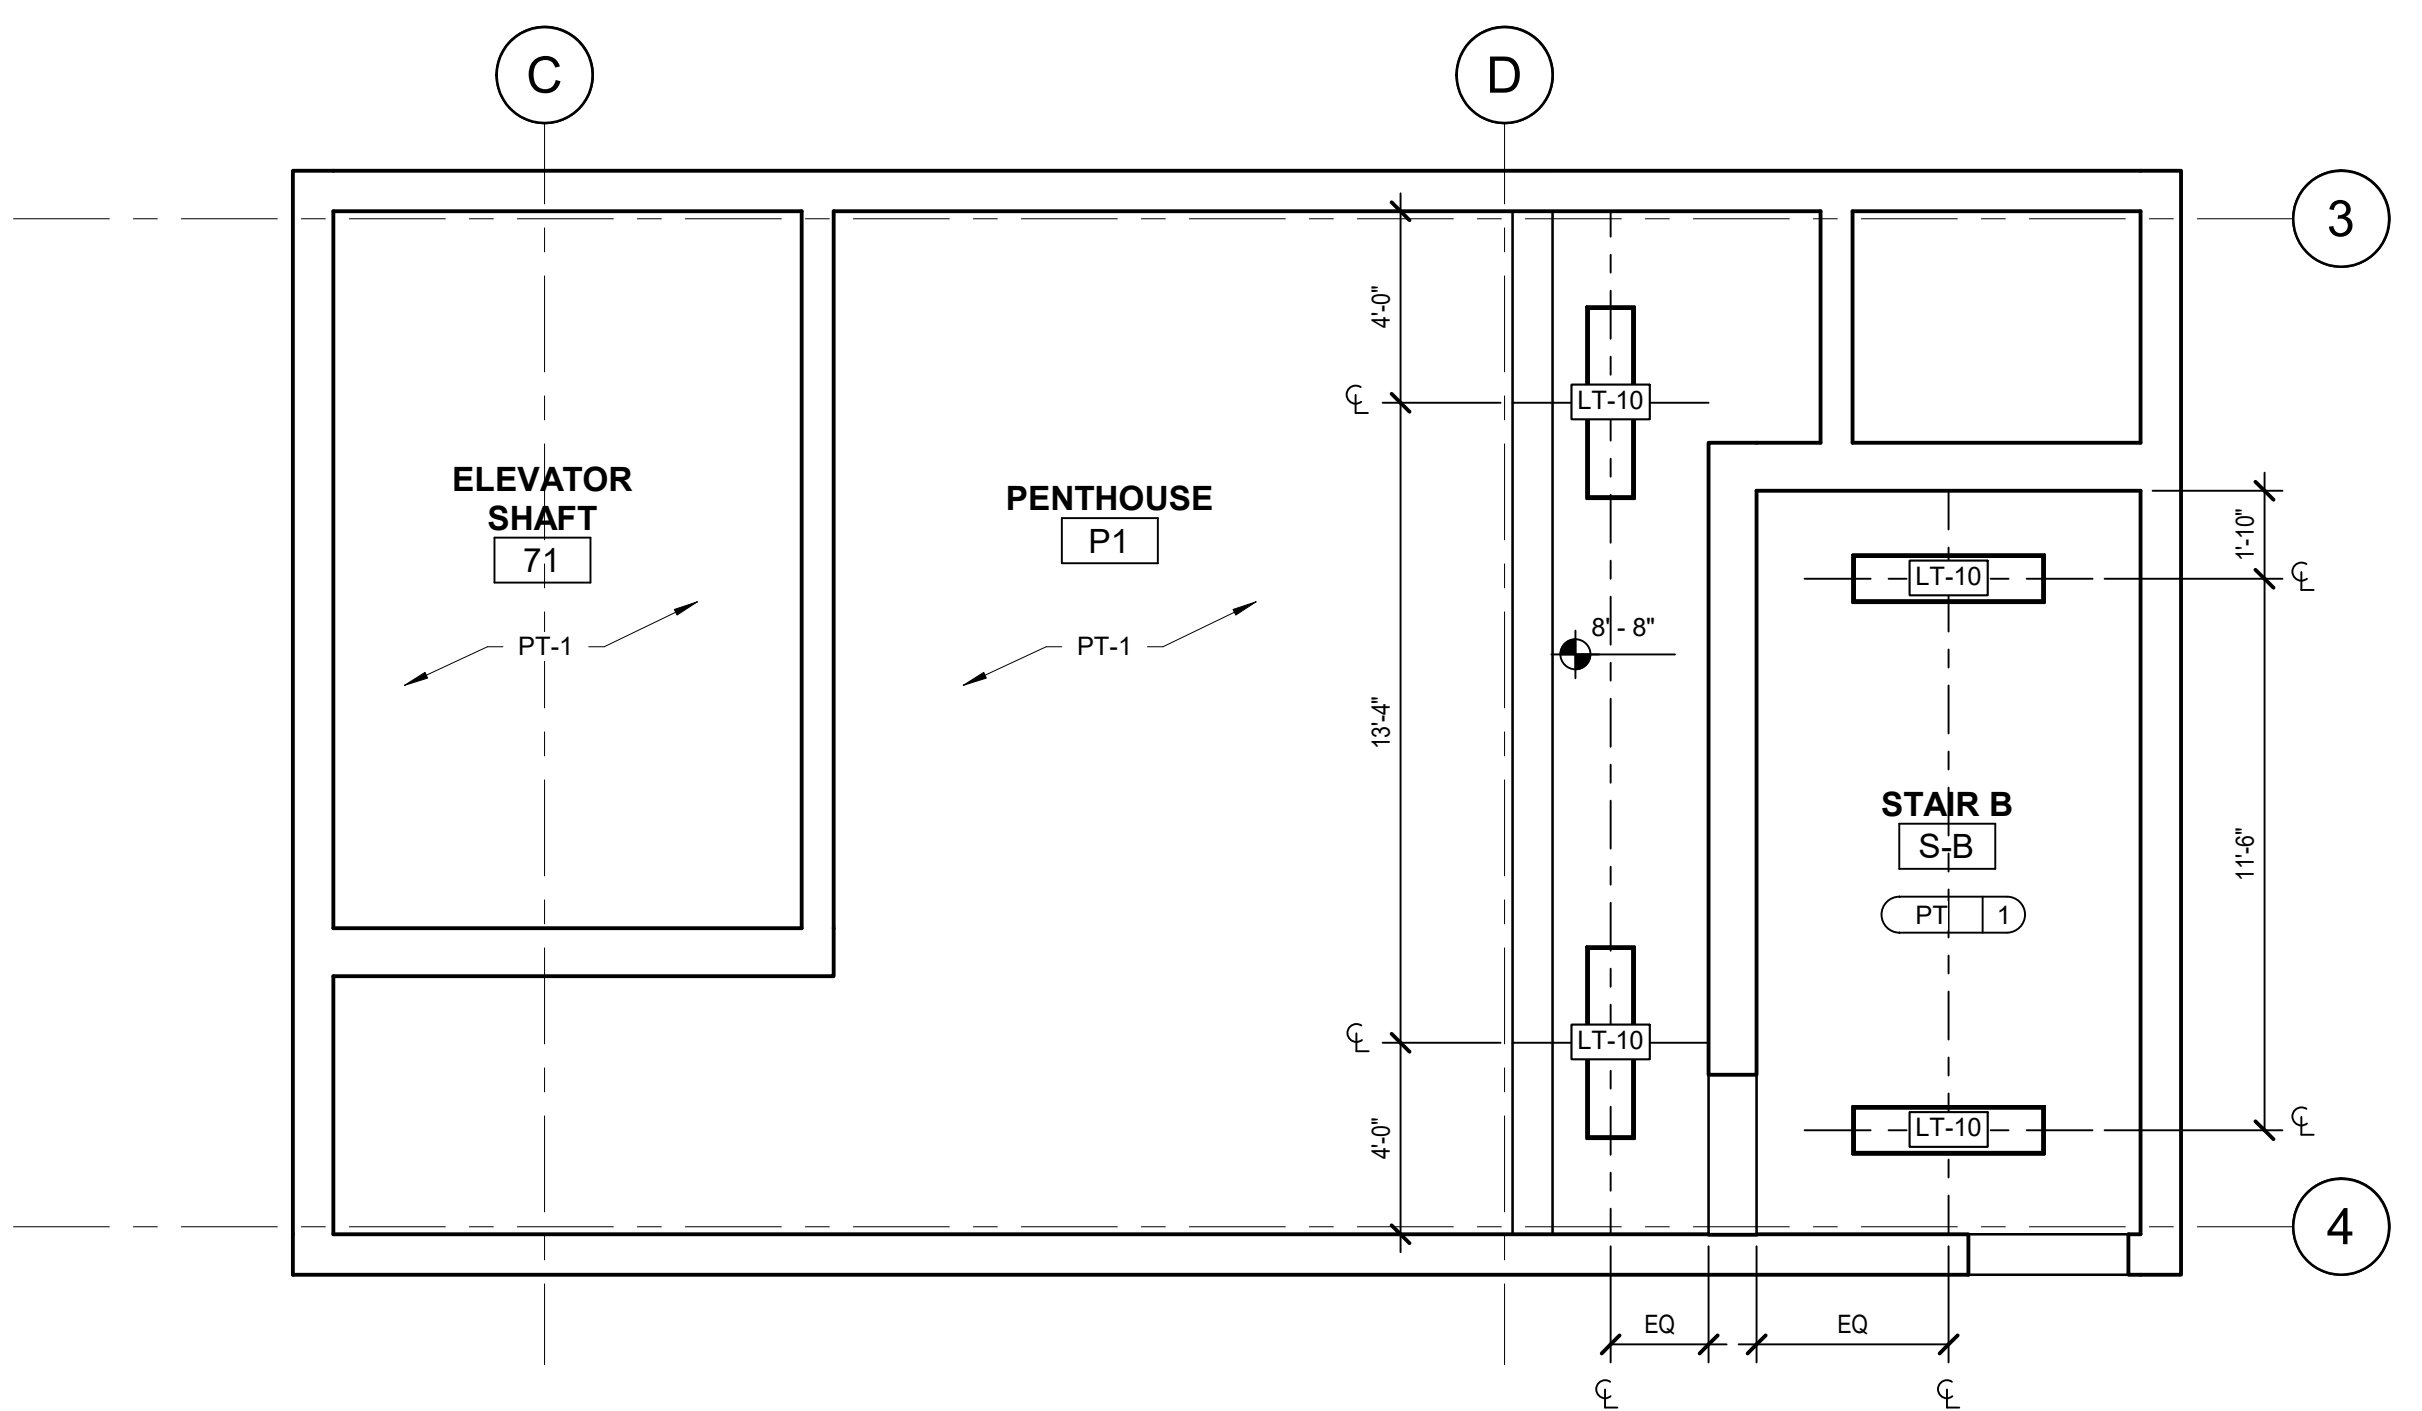 C
D
3
4'-0"
℄
LT-10
ELEVATOR
SHAFT
71
PENTHOUSE
P1
1'-10"
LT-10
℄
PT-1
PT-1
8' - 8"
13'-4"
STAIR B
S-B
11'-6"
PT 1
℄
LT-10
4'-0"
LT-10
℄
4
EQ
EQ
℄
℄